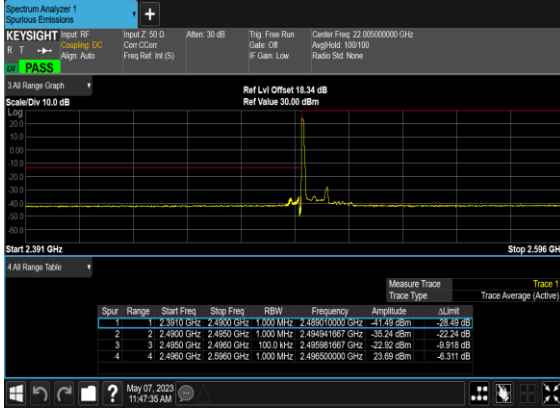 Spectrum Analyzer 1
Spurious Emissions
+
KEYSIGHT Input: RF Input Z: 50 Ω Atten: 30 dB Trig: Free Run Center Freq: 22.005000000 GHz
R T Coupling: DC Corr CCorr Gate: Off Avg|Hold: 100/100
Align: Auto Freq Ref: Int (S) IF Gain: Low Radio Std: None
PASS
3 All Range Graph
Ref Lvl Offset 18.34 dB
Scale/Div 10.0 dB Ref Value 30.00 dBm
Log
20.0
10.0
0.00
-10.0
-20.0
-30.0
-40.0
-50.0
-60.0
Start 2.391 GHz Stop 2.596 GH
4 All Range Table
Measure Trace Trace 1
Trace Type Trace Average (Active)
Spur Range Start Freq Stop Freq RBW Frequency Amplitude ΔLimit
1 1 2.3910 GHz 2.4900 GHz 1.000 MHz 2.489010000 GHz -41.49 dBm -28.49 dB
2 2 2.4900 GHz 2.4950 GHz 1.000 MHz 2.494941667 GHz -35.24 dBm -22.24 dB
3 3 2.4950 GHz 2.4960 GHz 100.0 kHz 2.495981667 GHz -22.92 dBm -9.918 dB
4 4 2.4960 GHz 2.5960 GHz 1.000 MHz 2.496500000 GHz 23.69 dBm -6.311 dB
?
May 07, 2023
11:47:35 AM